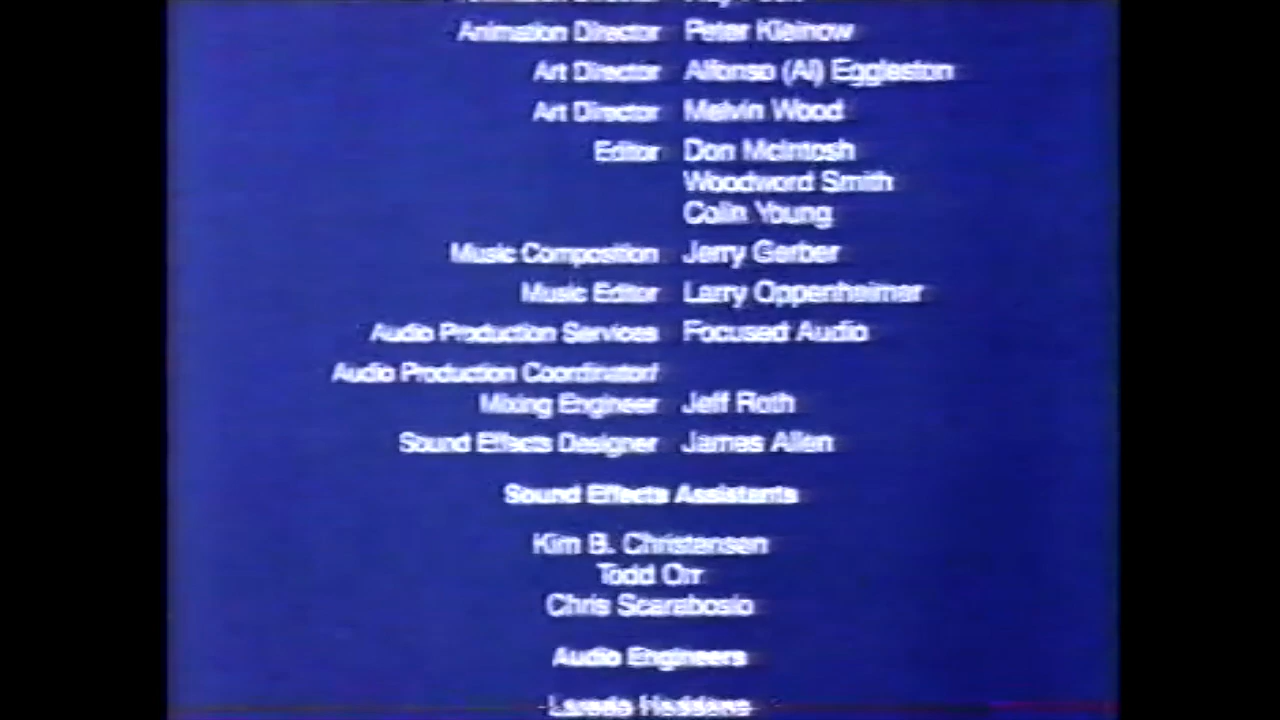 Animation Director Peter Kleinow
Art Director Alfonso (Al) Eggleston
Art Director Melvin Wood
Editor Don McIntosh
Woodword Smith
Colin Young
Music Composition Jerry Gerber
Music Editor Larry Oppenheimer
Audio Production Services Focused Audio
Audio Production Coordinator/
Mixing Engineer Jeff Roth
Sound Effects Designer James Allen
Sound Effects Assistants
Kim B. Christensen
Todd Orr
Chris Scarabosio
Audio Engineers